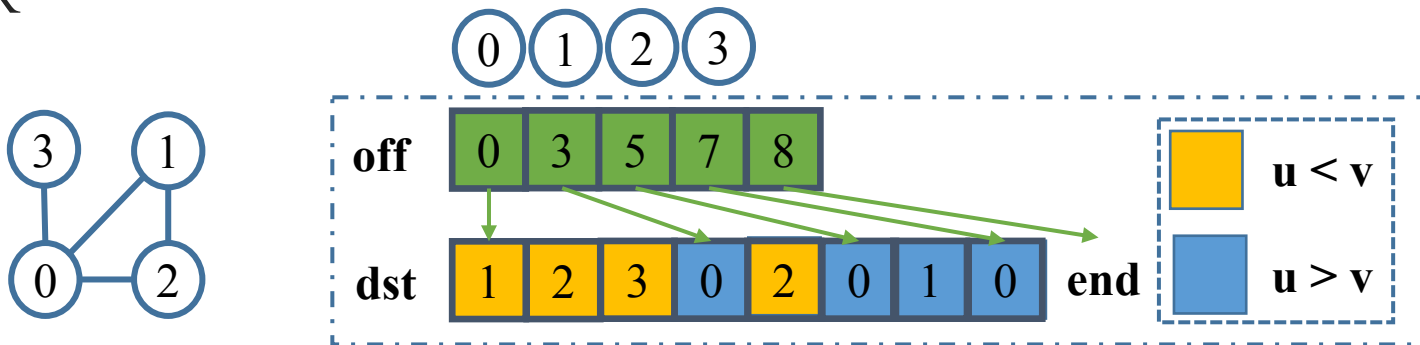 0 1 2 3
3 1
0 2
off 0 3 5 7 8
dst 1 2 3 0 2 0 1 0 end
u < v
u > v